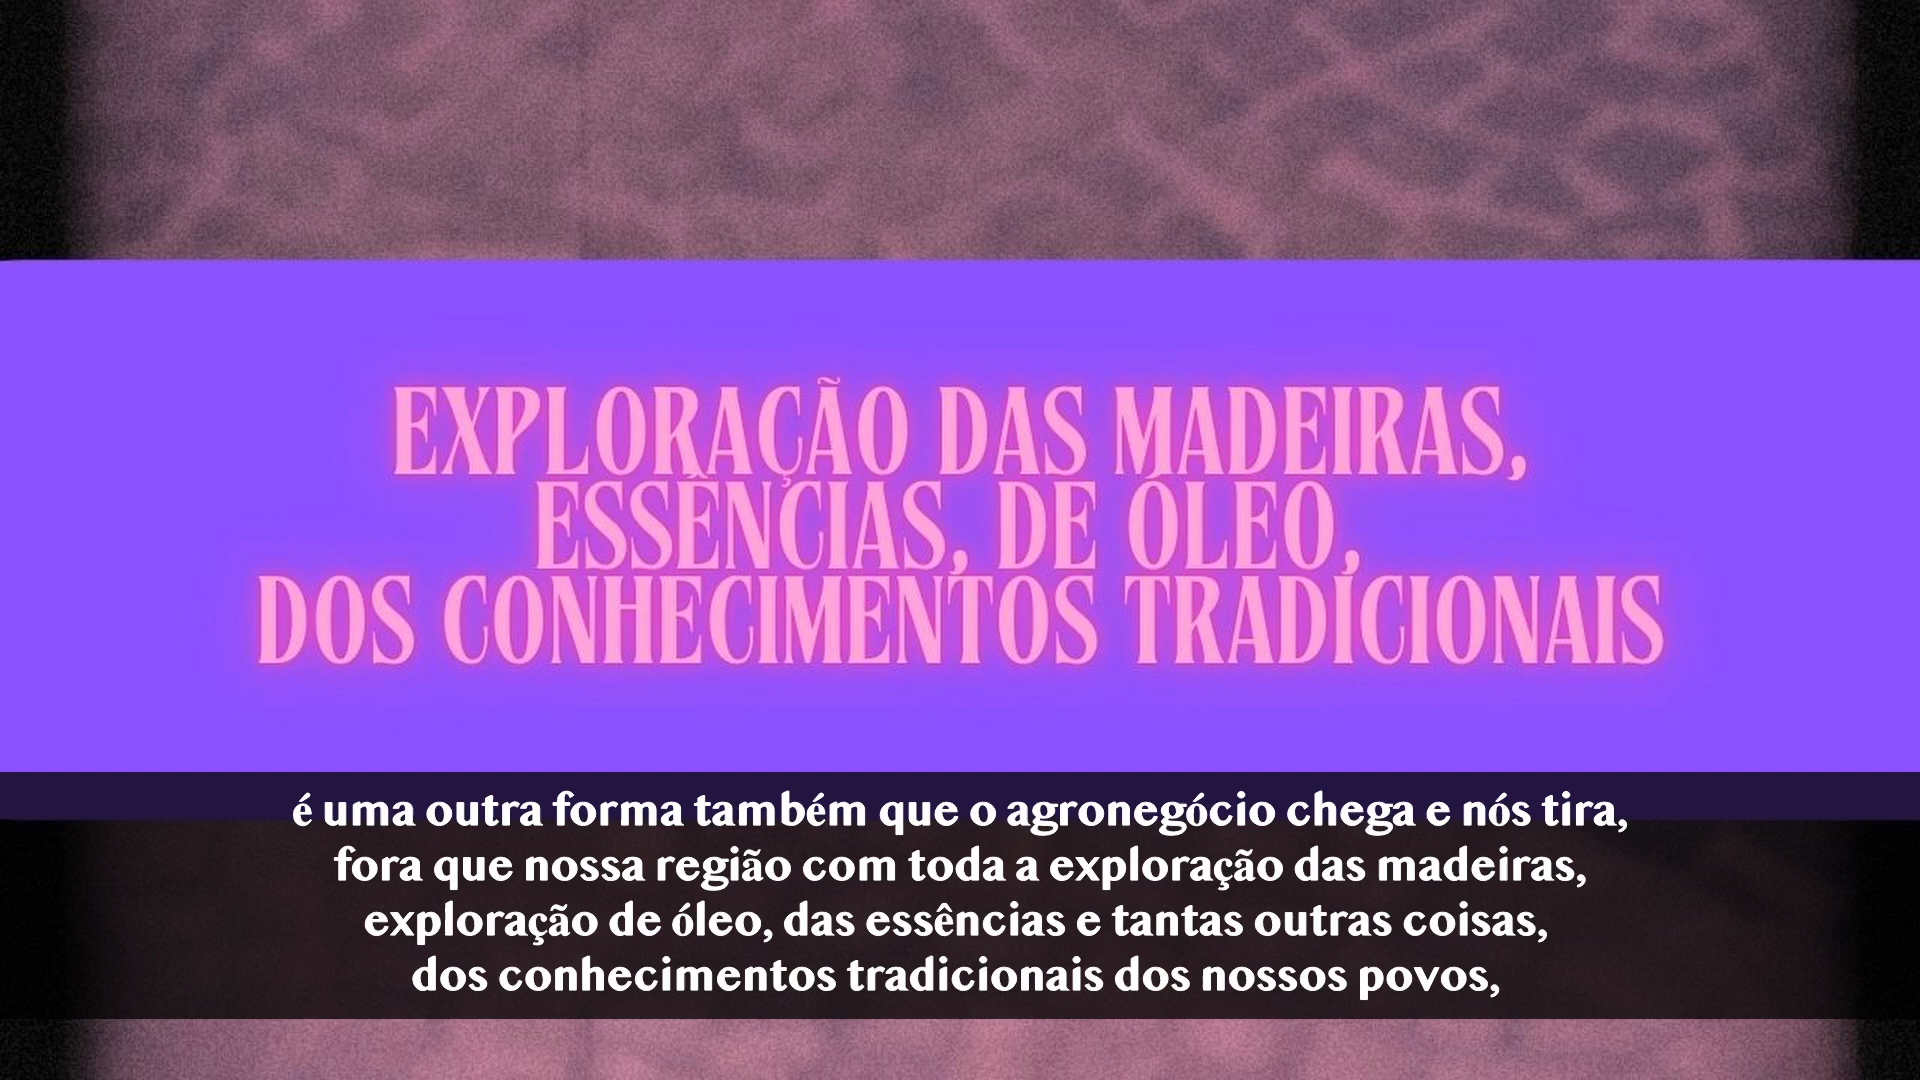 EXPLORAÇÃO DAS MADEIRAS,
ESSÊNCIAS, DE ÓLEO,
DOS CONHECIMENTOS TRADICIONAIS
é uma outra forma também que o agronegócio chega e nós tira,
fora que nossa região com toda a exploração das madeiras,
exploração de óleo, das essências e tantas outras coisas,
dos conhecimentos tradicionais dos nossos povos,